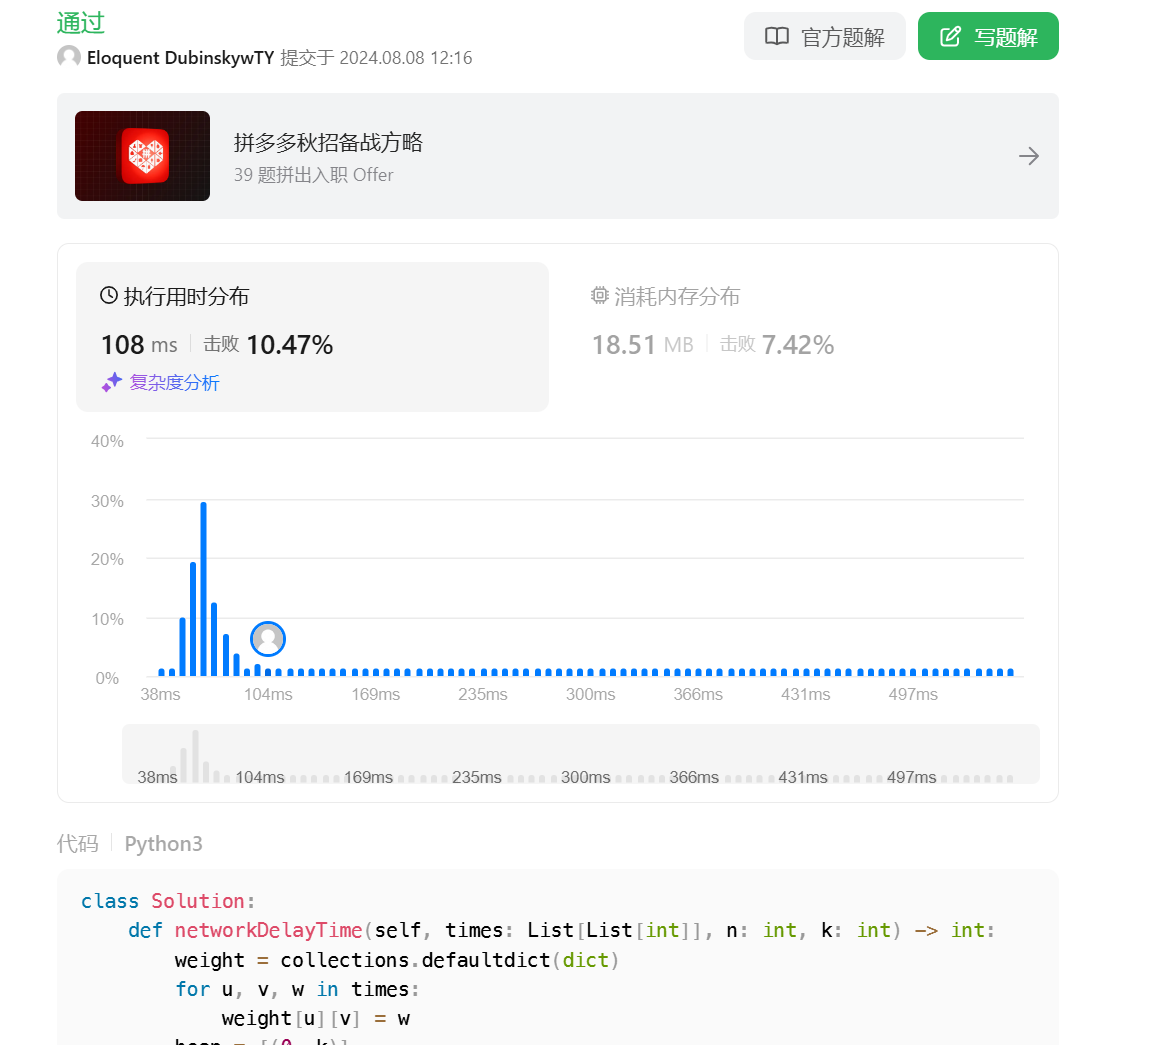 通过
官方题解
写题解
Eloquent DubinskywTY 提交于 2024.08.08 12:16
拼多多秋招备战方略
39 题拼出入职 Offer
执行用时分布
108 ms 击败 10.47%
复杂度分析
消耗内存分布
18.51 MB 击败 7.42%
40%
30%
20%
10%
0%
38ms 104ms 169ms 235ms 300ms 366ms 431ms 497ms
38ms 104ms 169ms 235ms 300ms 366ms 431ms 497ms
代码 Python3
class Solution:
    def networkDelayTime(self, times: List[List[int]], n: int, k: int) -> int:
        weight = collections.defaultdict(dict)
        for u, v, w in times:
            weight[u][v] = w
        heap = [(0, k)]